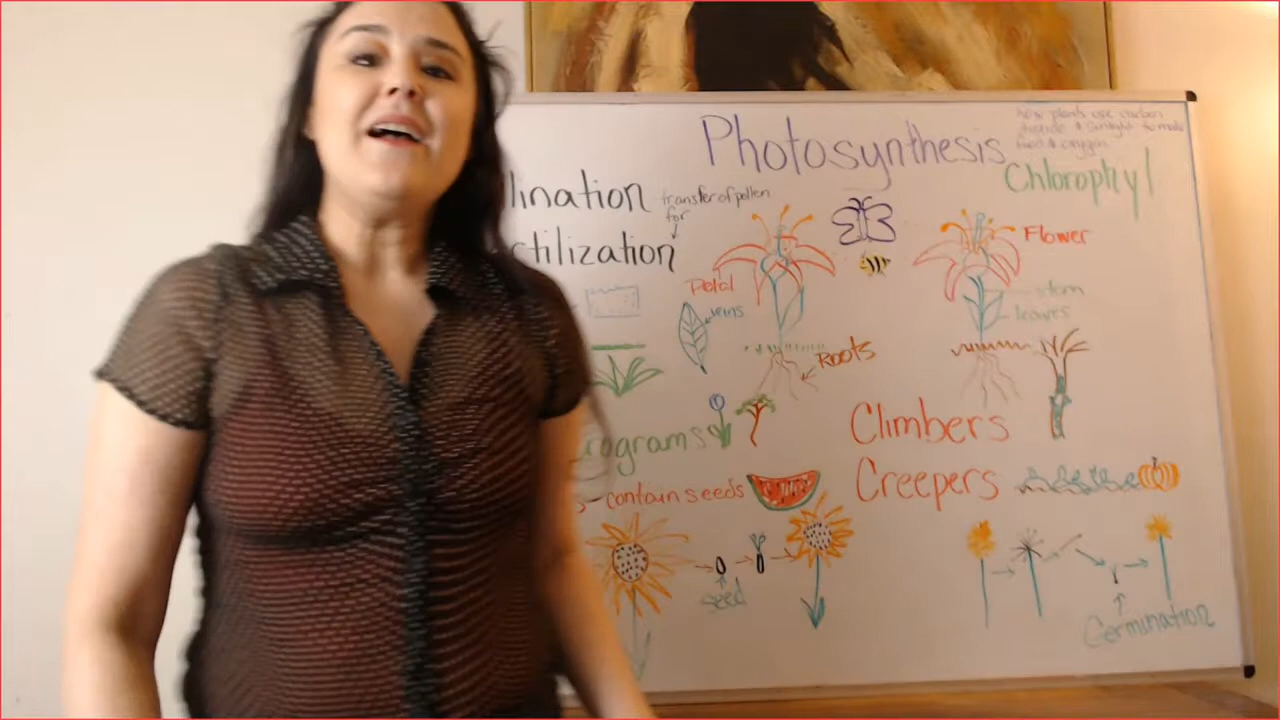 Photosynthesis
how plants use carbon
dioxide & sunlight to make
food & oxygen
Chlorophyl
lination transfer of pollen
for
tilization
Flower
Petal
veins
stem
leaves
Roots
rograms
Climbers
s - contain seeds
Creepers
seed
Germination